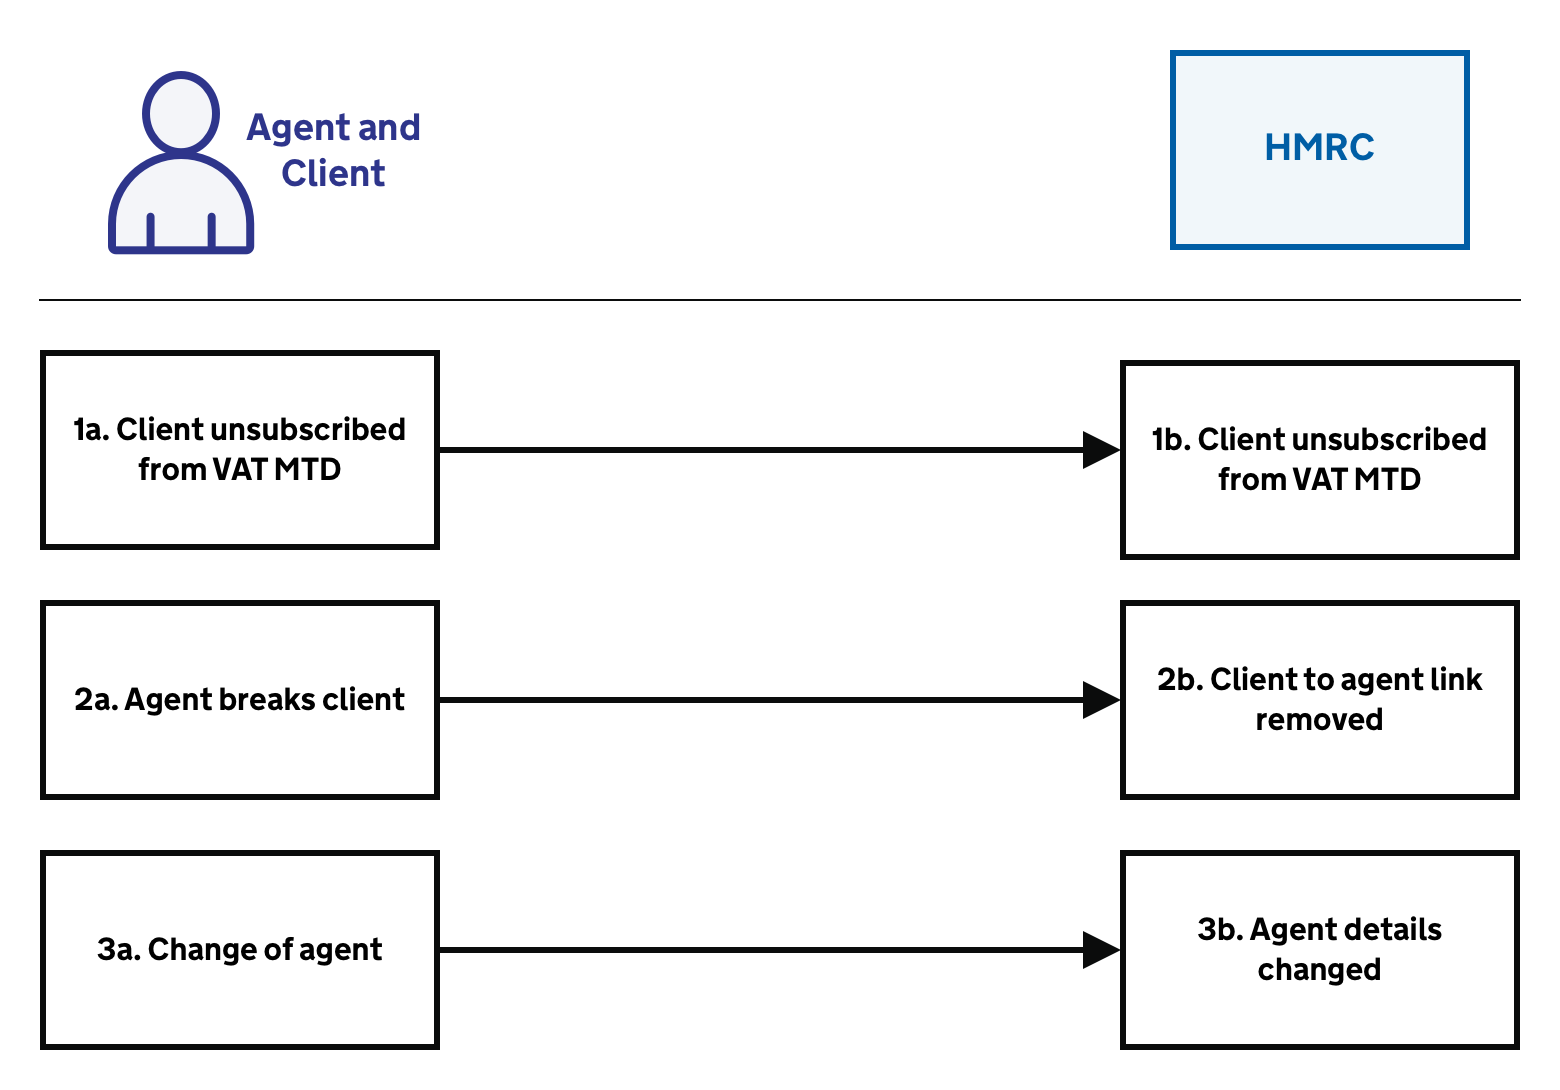 Agent and
Client
HMRC
1a. Client unsubscribed
from VAT MTD
1b. Client unsubscribed
from VAT MTD
2a. Agent breaks client
2b. Client to agent link
removed
3a. Change of agent
3b. Agent details
changed